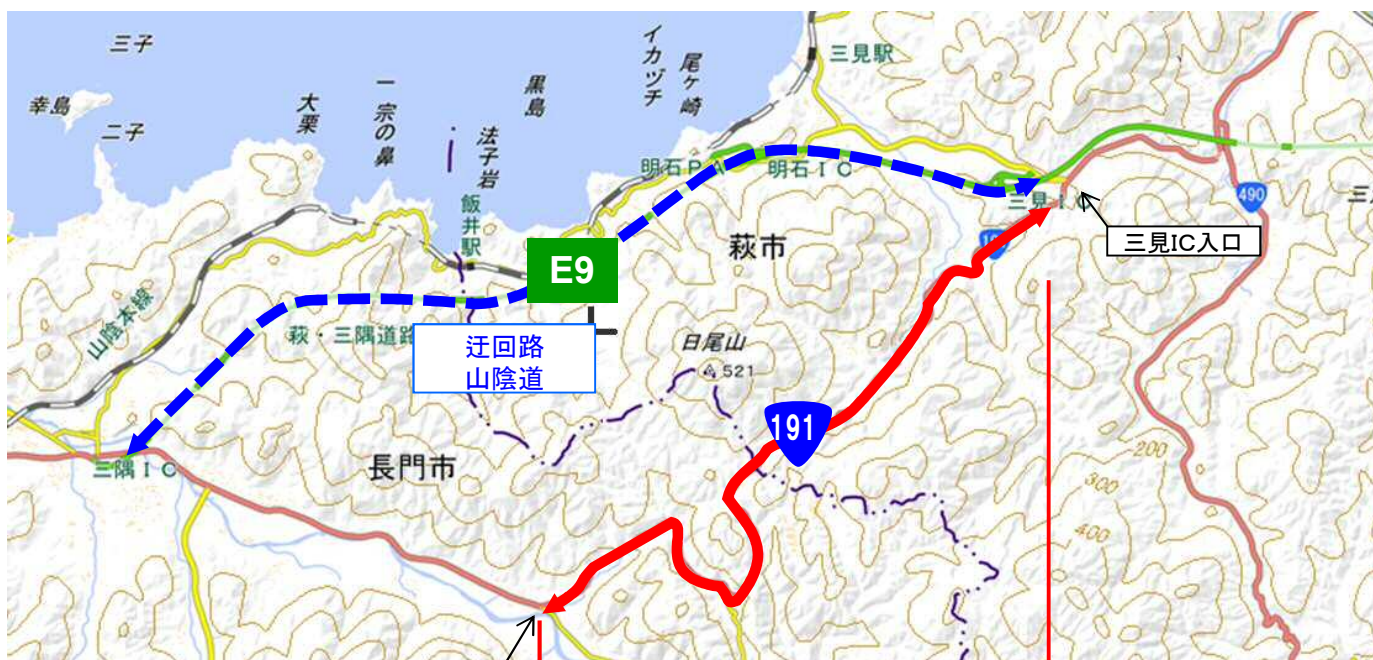 三子
幸島
二子
大栗
一宗の鼻
法子岩
黒島
イカヅチ
尾ヶ崎
三見駅
飯井駅
明石PA
明石IC
三見IC
490
三見IC入口
萩市
E9
山陰本線
萩・三隅道路
迂回路
山陰道
日尾山
521
191
三隅IC
長門市
200
300
400